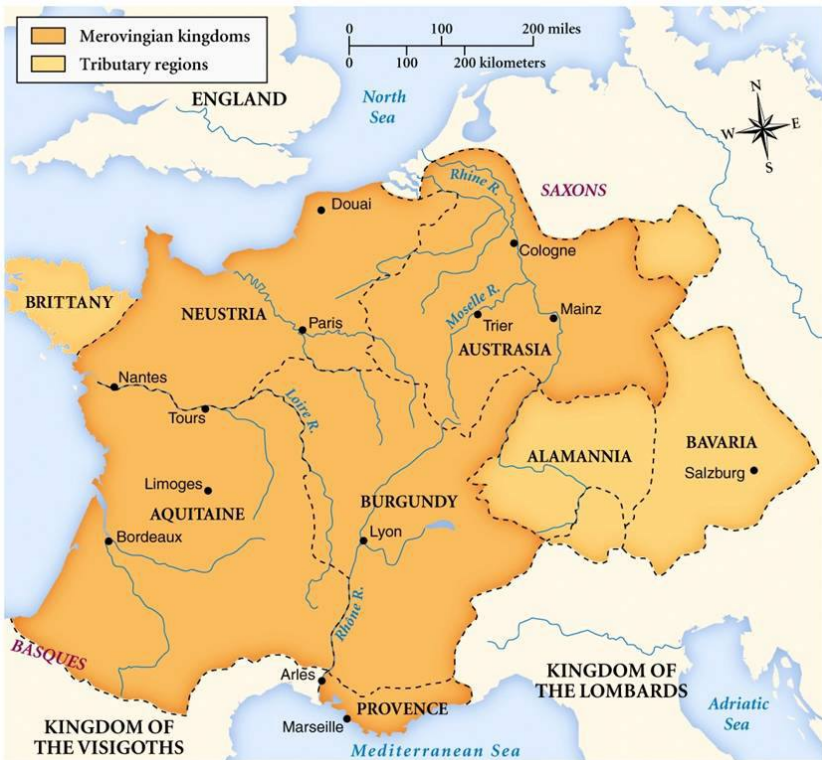 Merovingian kingdoms
Tributary regions
0 100 200 miles
0 100 200 kilometers
ENGLAND
North
Sea
N
W E
S
SAXONS
Rhine R.
Douai
Cologne
BRITTANY
NEUSTRIA
Paris
Moselle R.
Trier
Mainz
AUSTRASIA
Nantes
Tours
Loire R.
ALAMANNIA
BAVARIA
Salzburg
Limoges
AQUITAINE
BURGUNDY
Bordeaux
Lyon
Rhône R.
BASQUES
Arles
PROVENCE
Marseille
KINGDOM OF
THE VISIGOTHS
KINGDOM OF
THE LOMBARDS
Adriatic
Sea
Mediterranean Sea